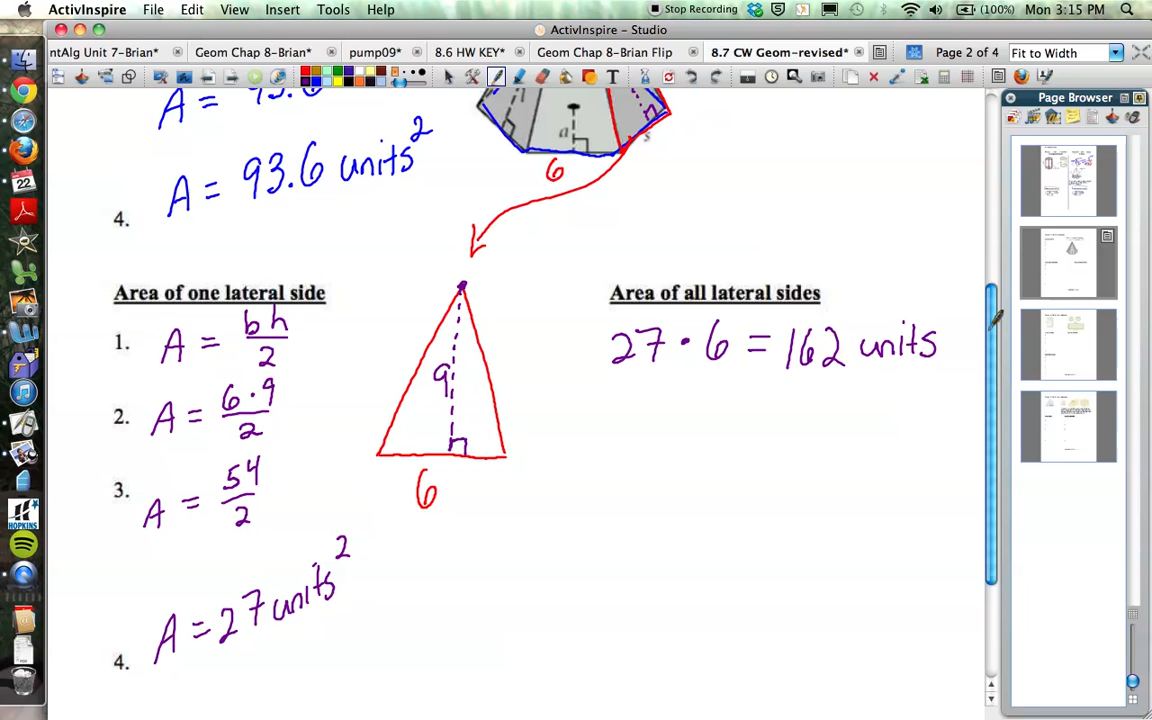 ActivInspire File Edit View Insert Tools Help Stop Recording (100%) Mon 3:15 PM
ActivInspire - Studio
ntAlg Unit 7-Brian* Geom Chap 8-Brian* pump09* 8.6 HW KEY* Geom Chap 8-Brian Flip 8.7 CW Geom-revised* Page 2 of 4 Fit to Width
Page Browser
A = 93.6
A = 93.6 units²
a
s
6
4.
Area of one lateral side
Area of all lateral sides
1. A = bh/2
27 • 6 = 162 units
2. A = 6·9/2
9
3. A = 54/2
6
A = 27 units²
4.
22
HOPKINS